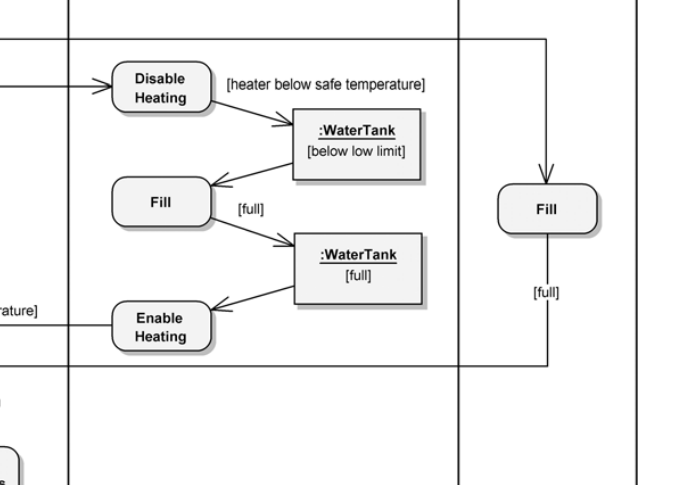 Disable
Heating
[heater below safe temperature]
:WaterTank
[below low limit]
Fill
[full]
Fill
:WaterTank
[full]
[full]
rature]
Enable
Heating
s